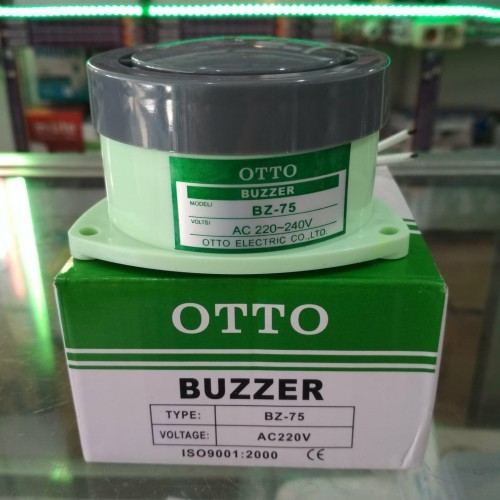 OTTO
BUZZER
MODEL: BZ-75
VOLTS: AC 220~240V
OTTO ELECTRIC CO.,LTD.
OTTO
BUZZER
TYPE: BZ-75
VOLTAGE: AC220V
ISO9001:2000 CE